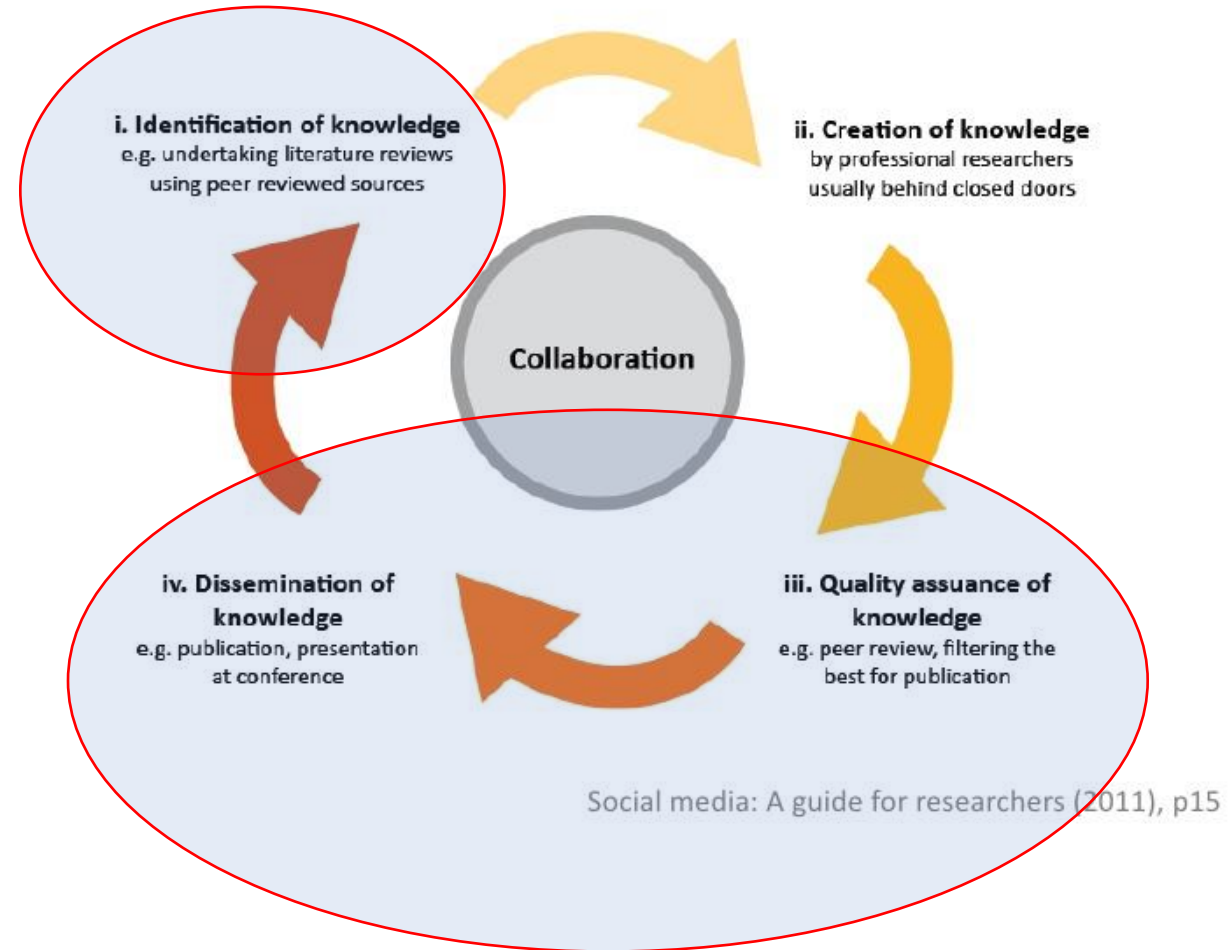 i. Identification of knowledge
e.g. undertaking literature reviews
using peer reviewed sources
ii. Creation of knowledge
by professional researchers
usually behind closed doors
Collaboration
iii. Quality assuance of
knowledge
e.g. peer review, filtering the
best for publication
iv. Dissemination of
knowledge
e.g. publication, presentation
at conference
Social media: A guide for researchers (2011), p15